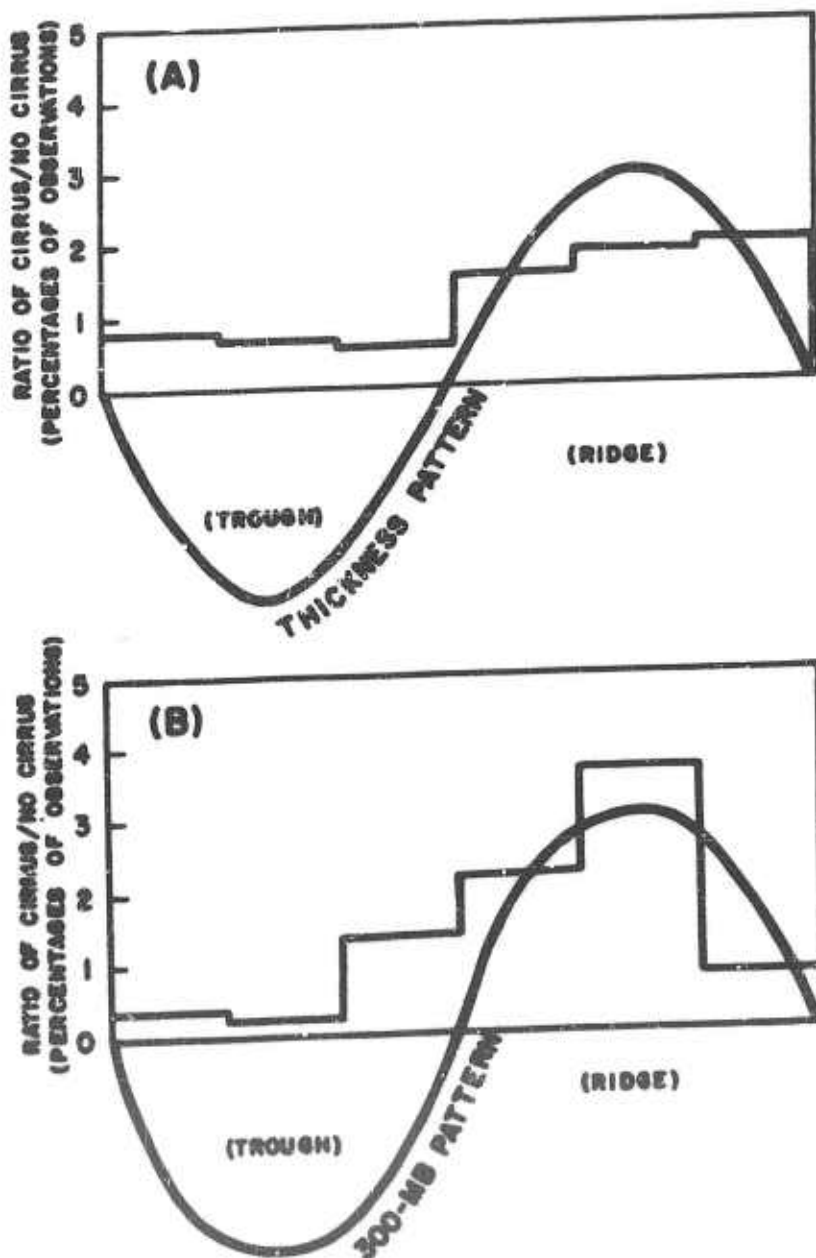 RATIO OF CIRRUS/NO CIRRUS
(PERCENTAGES OF OBSERVATIONS)
5
4
3
2
1
0
(A)
(TROUGH)
THICKNESS PATTERN
(RIDGE)
RATIO OF CIRRUS/NO CIRRUS
(PERCENTAGES OF OBSERVATIONS)
5
4
3
2
1
0
(B)
(TROUGH)
300-MB PATTERN
(RIDGE)